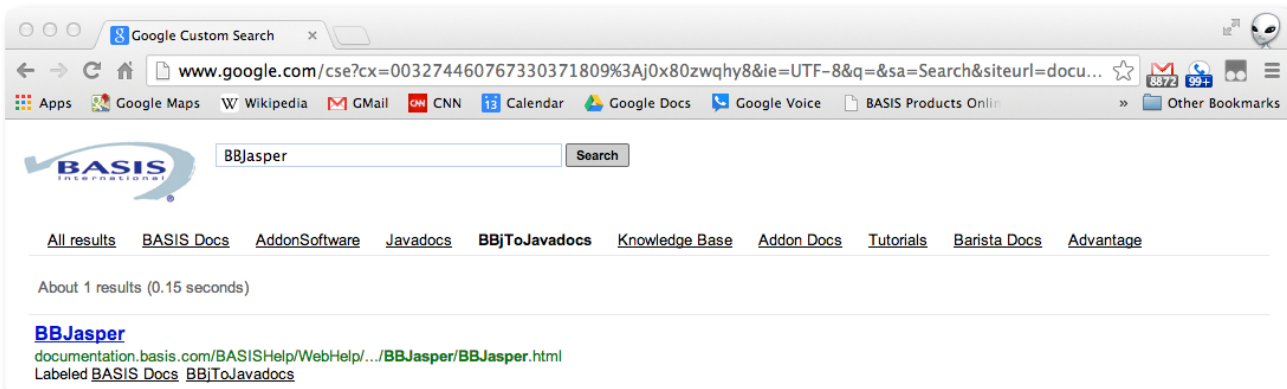 Google Custom Search
www.google.com/cse?cx=003274460767330371809%3Aj0x80zwqhy8&ie=UTF-8&q=&sa=Search&siteurl=docu...
8872
99+
Apps Google Maps W Wikipedia GMail CNN CNN 13 Calendar Google Docs Google Voice BASIS Products Onlin » Other Bookmarks
BASIS
International
®
BBJasper
Search
All results BASIS Docs AddonSoftware Javadocs BBjToJavadocs Knowledge Base Addon Docs Tutorials Barista Docs Advantage
About 1 results (0.15 seconds)
BBJasper
documentation.basis.com/BASISHelp/WebHelp/.../BBJasper/BBJasper.html
Labeled BASIS Docs BBjToJavadocs